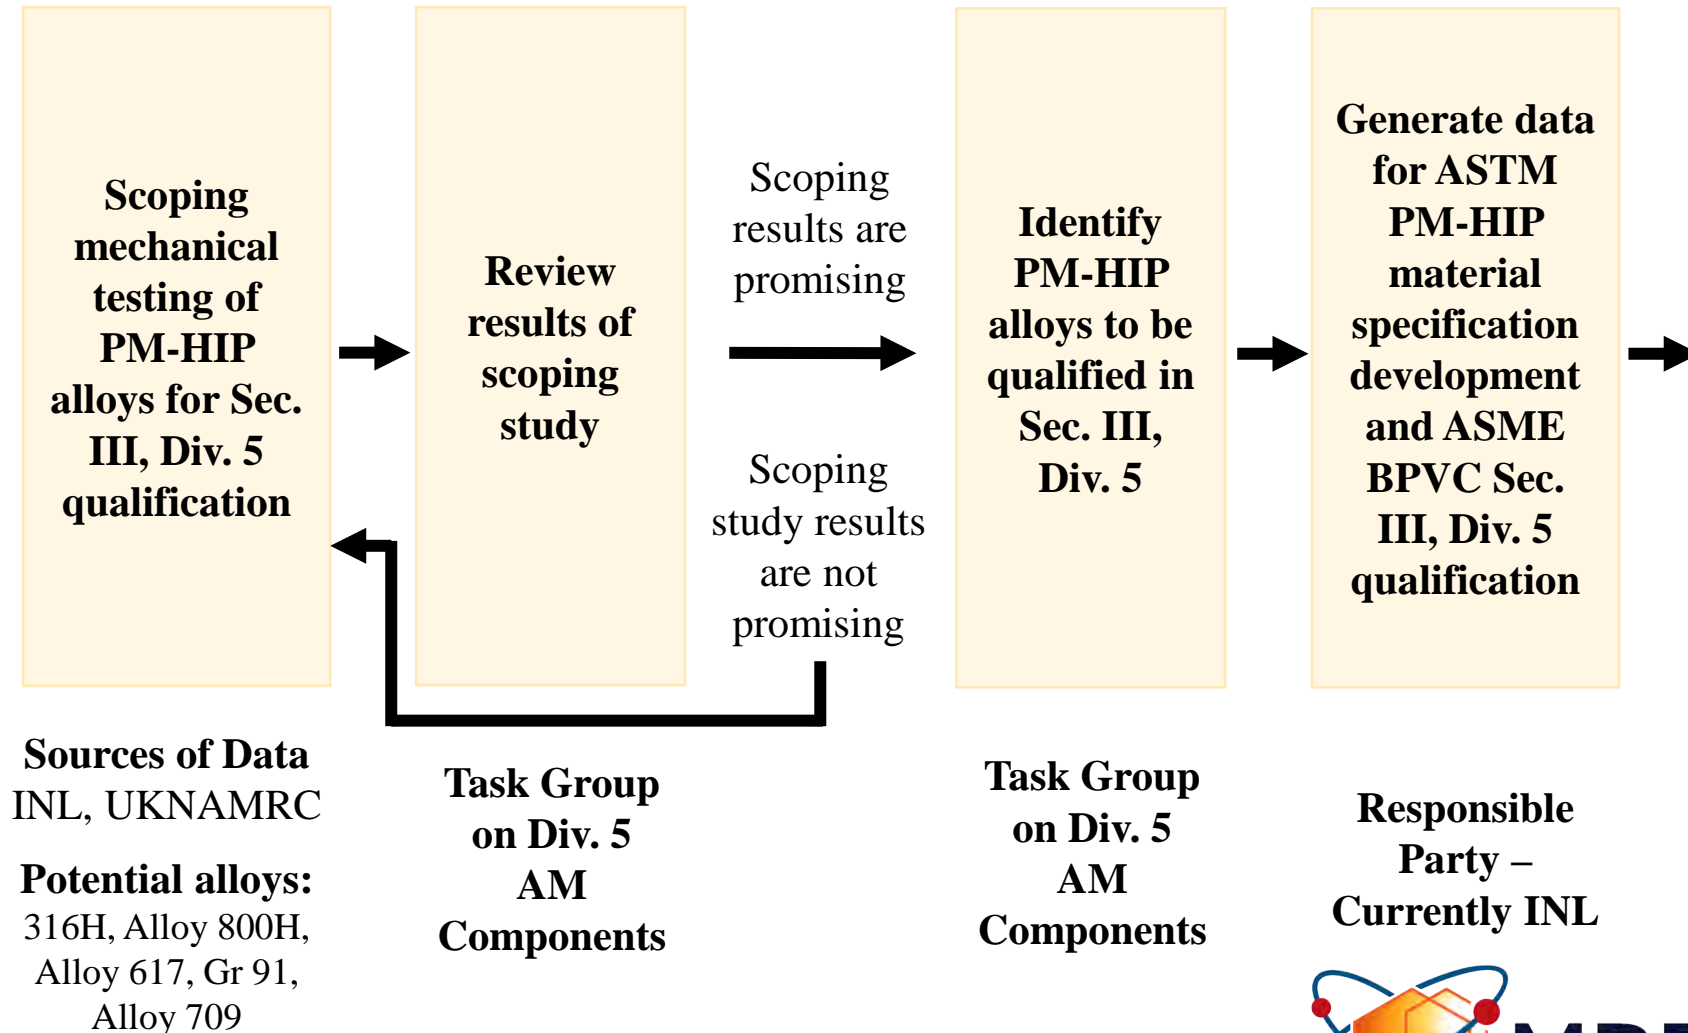 Scoping
mechanical
testing of
PM-HIP
alloys for Sec.
III, Div. 5
qualification
Review
results of
scoping
study
Scoping
results are
promising
Scoping
study results
are not
promising
Identify
PM-HIP
alloys to be
qualified in
Sec. III,
Div. 5
Generate data
for ASTM
PM-HIP
material
specification
development
and ASME
BPVC Sec.
III, Div. 5
qualification
Sources of Data
INL, UKNAMRC
Potential alloys:
316H, Alloy 800H,
Alloy 617, Gr 91,
Alloy 709
Task Group
on Div. 5
AM
Components
Task Group
on Div. 5
AM
Components
Responsible
Party –
Currently INL